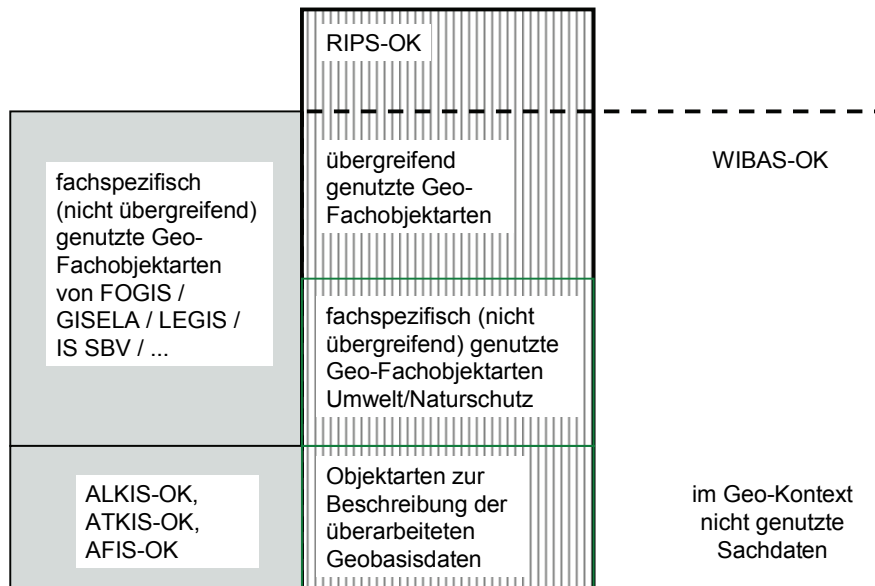 RIPS-OK
fachspezifisch
(nicht übergreifend)
genutzte Geo-
Fachobjektarten
von FOGIS /
GISELA / LEGIS /
IS SBV / ...
übergreifend
genutzte Geo-
Fachobjektarten
WIBAS-OK
fachspezifisch (nicht
übergreifend) genutzte
Geo-Fachobjektarten
Umwelt/Naturschutz
ALKIS-OK,
ATKIS-OK,
AFIS-OK
Objektarten zur
Beschreibung der
überarbeiteten
Geobasisdaten
im Geo-Kontext
nicht genutzte
Sachdaten